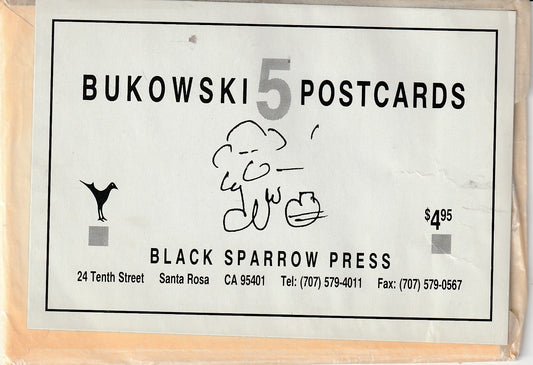 BUKOWSKI 5 POSTCARDS
$4.95
BLACK SPARROW PRESS
24 Tenth Street Santa Rosa CA 95401 Tel: (707) 579-4011 Fax: (707) 579-0567